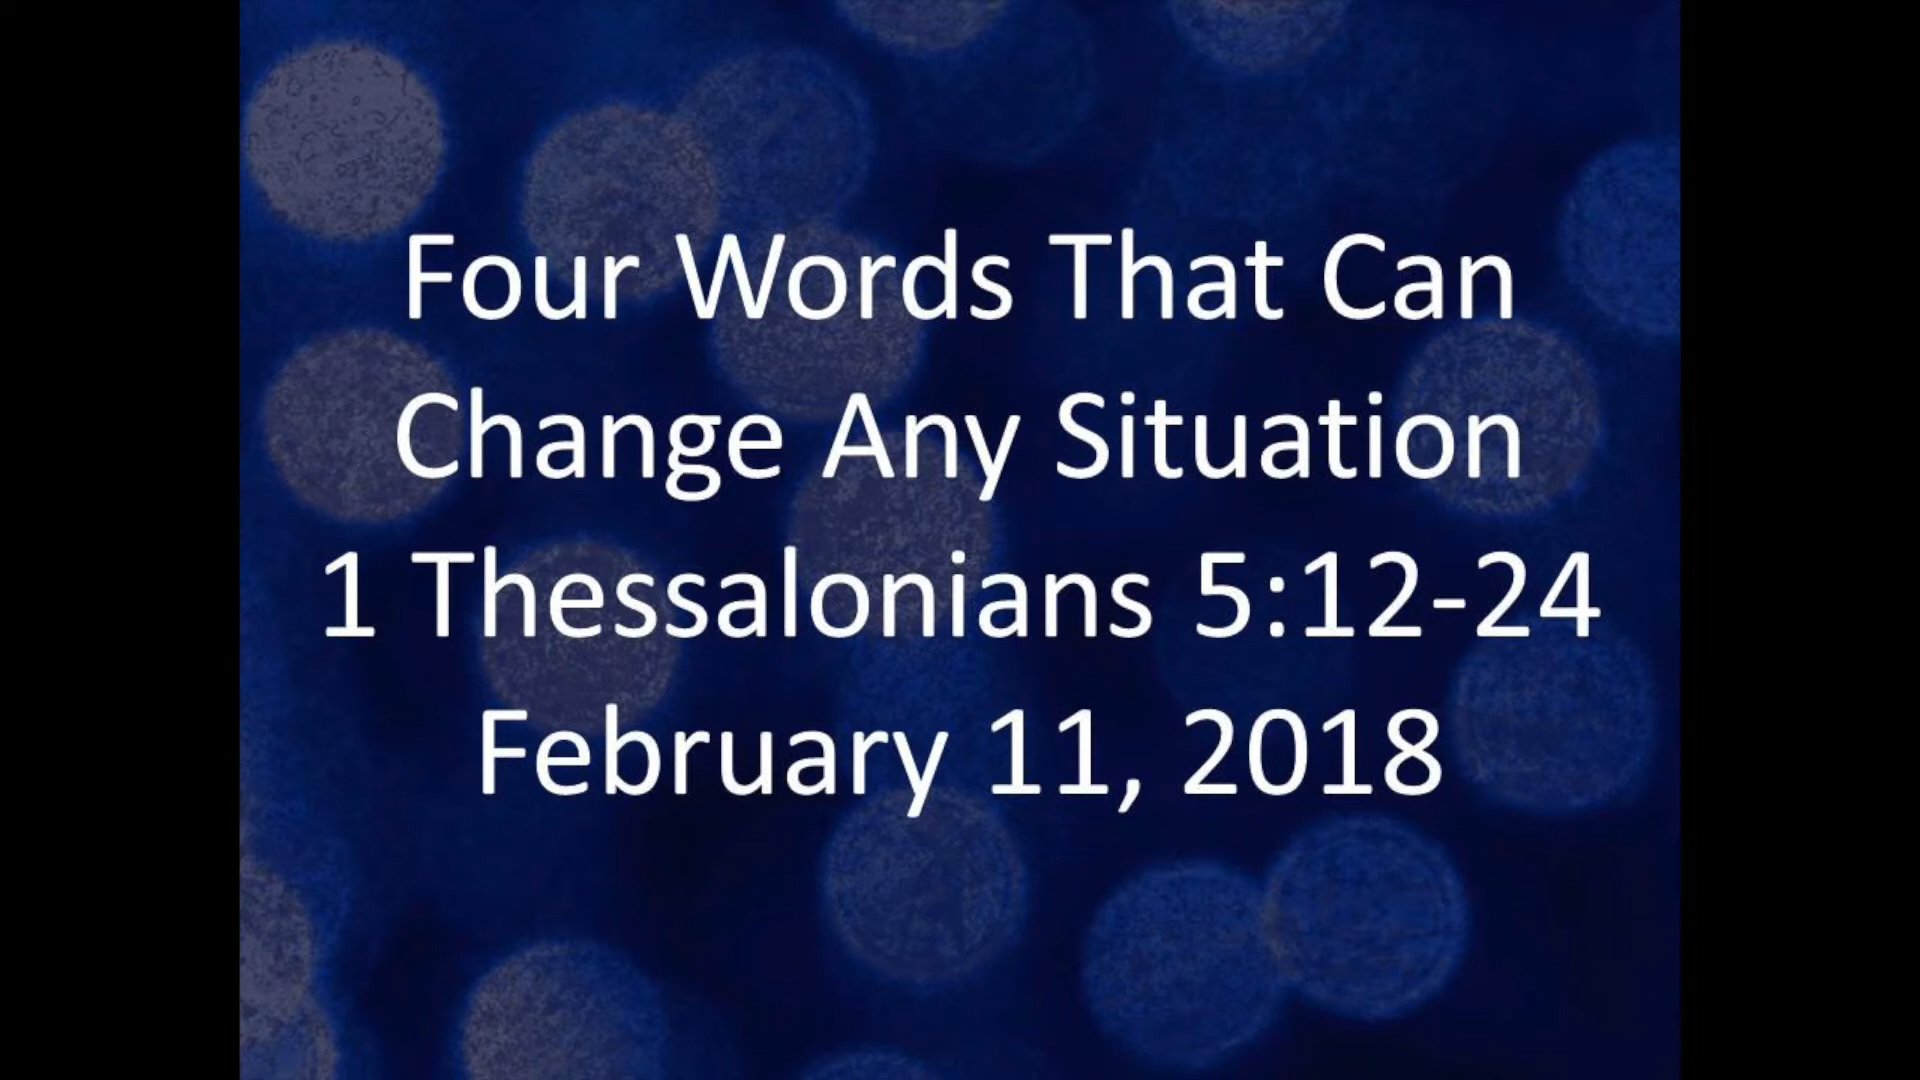 Four Words That Can
Change Any Situation
1 Thessalonians 5:12-24
February 11, 2018